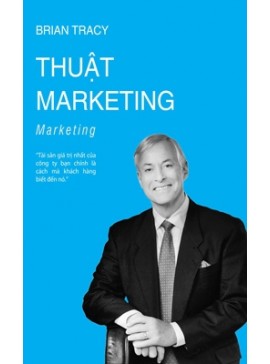 BRIAN TRACY
THUẬT
MARKETING
Marketing
"Tài sản giá trị nhất của
công ty bạn chính là
cách mà khách hàng
biết đến nó."